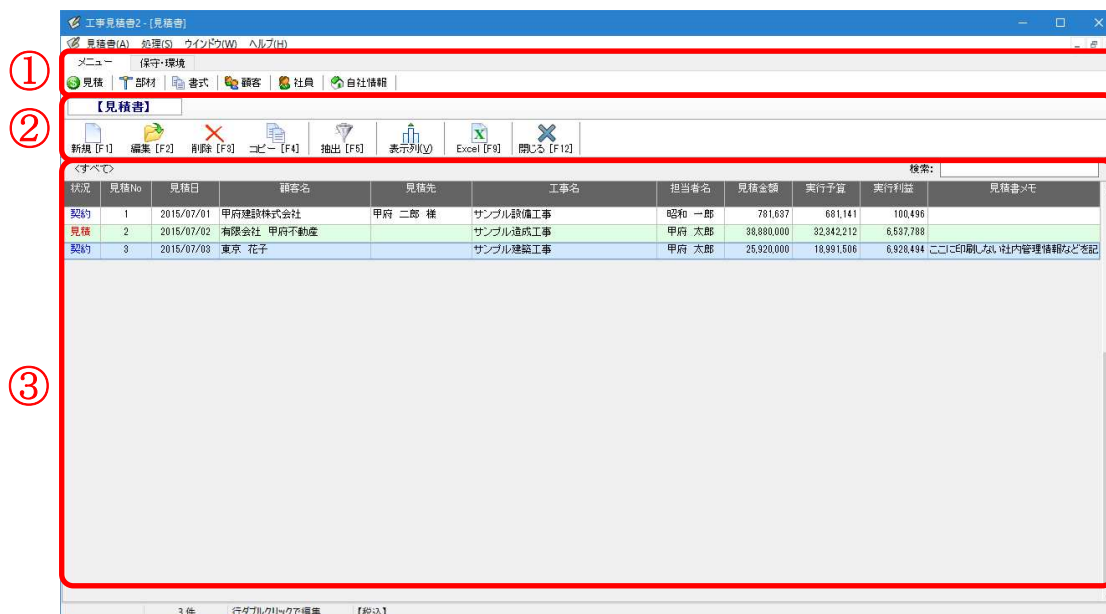 工事見積書2 - [見積書]
見積書(A) 処理(S) ウインドウ(W) ヘルプ(H)
① メニュー 保守・環境
見積 部材 書式 顧客 社員 自社情報
② 【見積書】
新規 [F1] 編集 [F2] 削除 [F3] コピー [F4] 抽出 [F5] 表示列(V) Excel [F9] 閉じる [F12]
③ <すべて> 検索:
状況 見積No 見積日 顧客名 見積先 工事名 担当者名 見積金額 実行予算 実行利益 見積書メモ
契約 1 2015/07/01 甲府建設株式会社 甲府 二郎 様 サンプル設備工事 昭和 一郎 781,637 681,141 100,496
見積 2 2015/07/02 有限会社 甲府不動産 サンプル造成工事 甲府 太郎 38,880,000 32,342,212 6,537,788
契約 3 2015/07/03 東京 花子 サンプル建築工事 甲府 太郎 25,920,000 18,991,506 6,928,494 ここに印刷しない社内管理情報などを記
3 件 行ダブルクリックで編集 【税込】